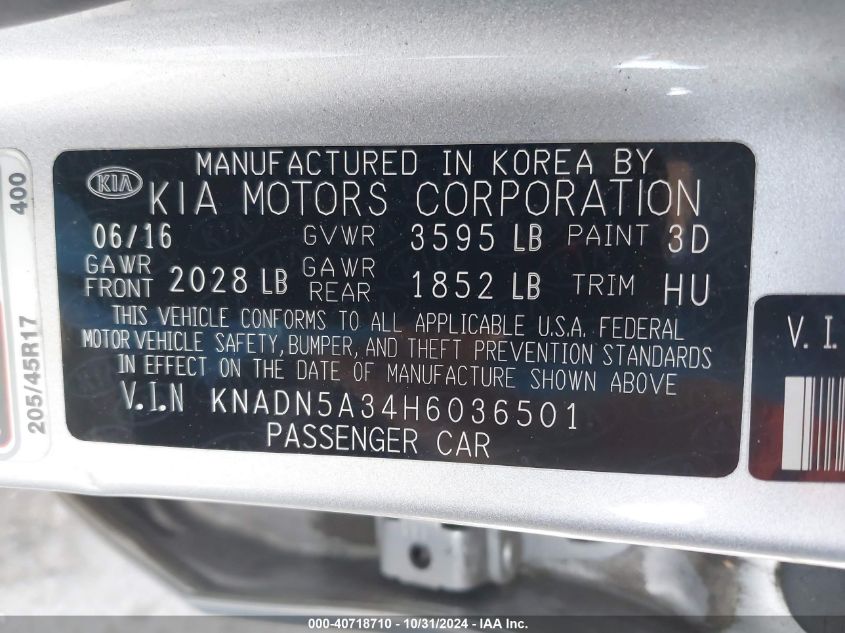 MANUFACTURED IN KOREA BY
KIA
KIA MOTORS CORPORATION
06/16 GVWR 3595 LB PAINT 3D
GAWR FRONT 2028 LB GAWR REAR 1852 LB TRIM HU
THIS VEHICLE CONFORMS TO ALL APPLICABLE U.S.A. FEDERAL
MOTOR VEHICLE SAFETY, BUMPER, AND THEFT PREVENTION STANDARDS
IN EFFECT ON THE DATE OF MANUFACTURE SHOWN ABOVE.
V.I.N KNADN5A34H6036501
PASSENGER CAR
400
205/45R17
V. I.
000-40718710 - 10/31/2024 - © IAA, Inc.